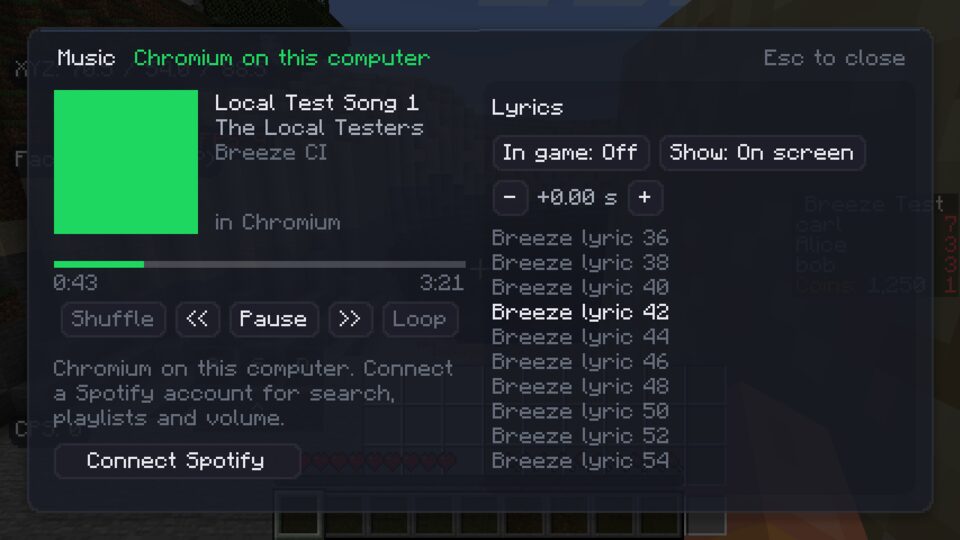 Music Chromium on this computer
Esc to close
Local Test Song 1
The Local Testers
Breeze CI
in Chromium
0:43
3:21
Shuffle
<<
Pause
>>
Loop
Chromium on this computer. Connect
a Spotify account for search,
playlists and volume.
Connect Spotify
Lyrics
In game: Off
Show: On screen
- +0.00 s +
Breeze lyric 36
Breeze lyric 38
Breeze lyric 40
Breeze lyric 42
Breeze lyric 44
Breeze lyric 46
Breeze lyric 48
Breeze lyric 50
Breeze lyric 52
Breeze lyric 54
Breeze Test
carl
Alice
bob
Coins: 1,250